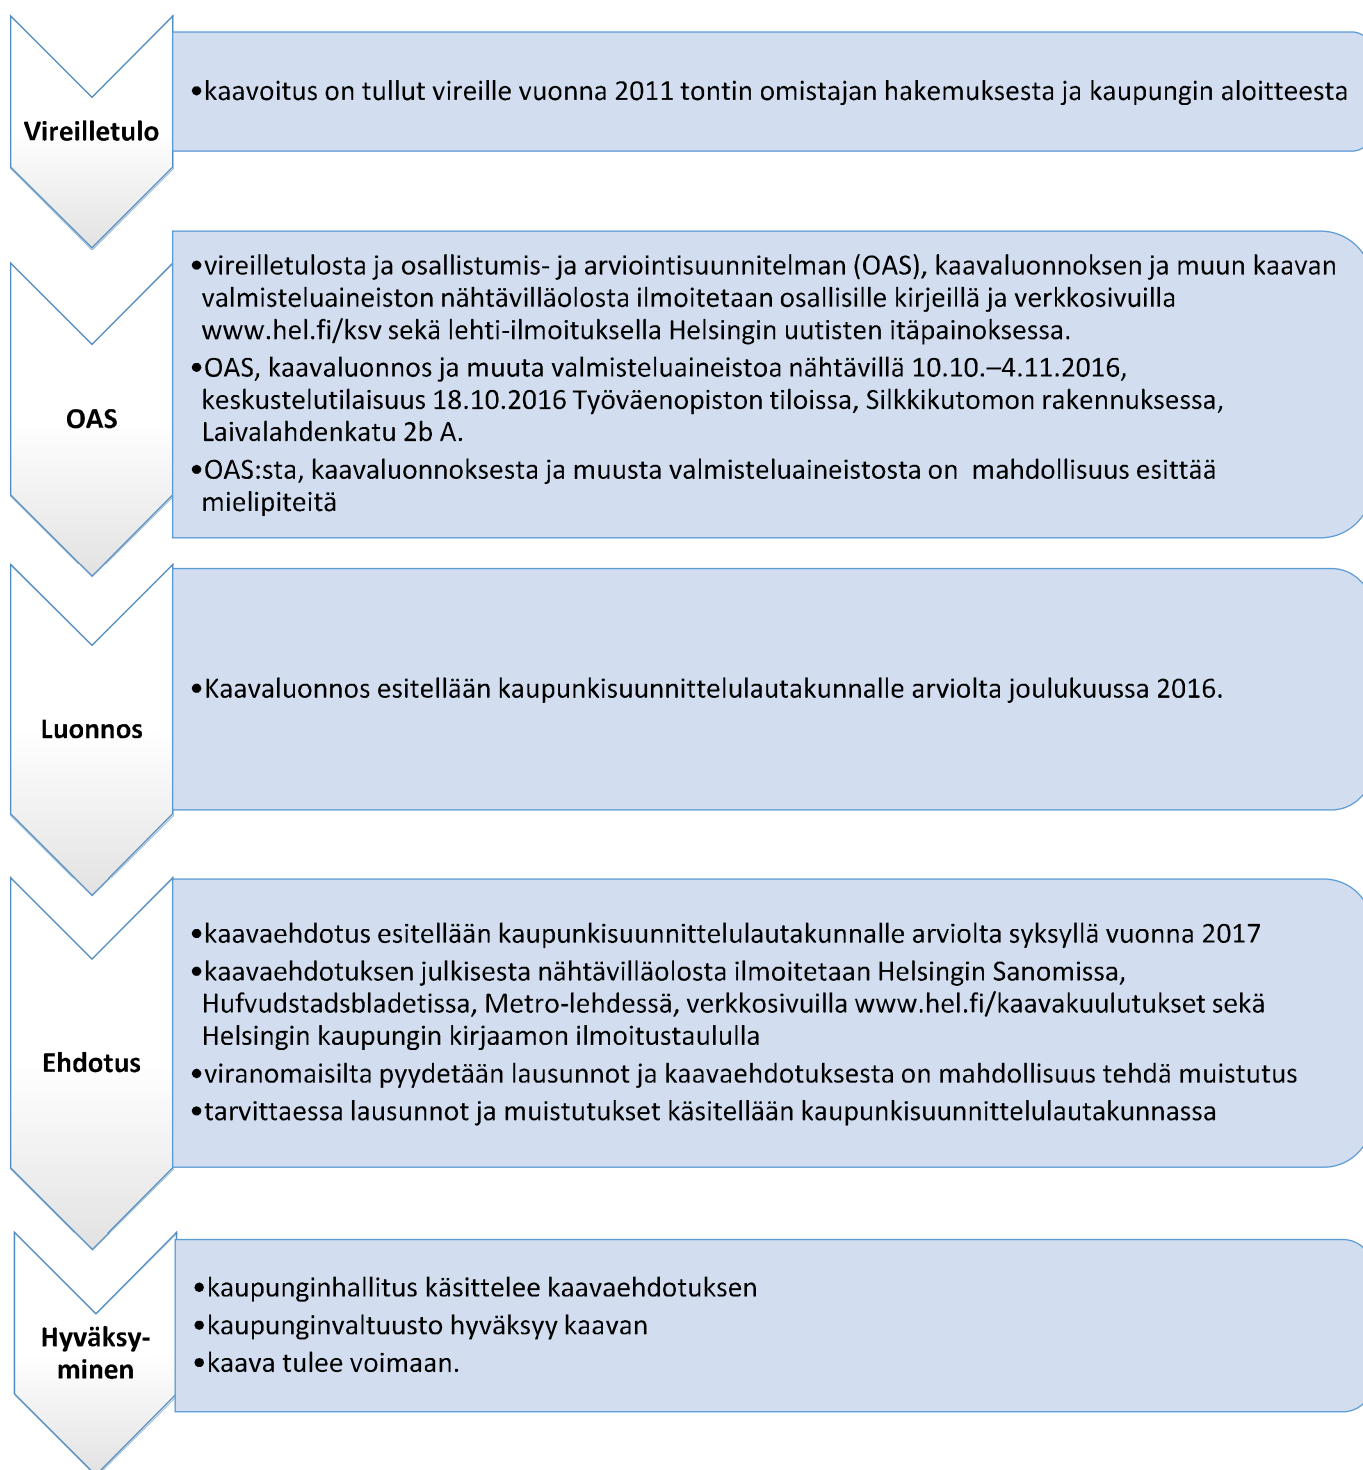 Vireilletulo
•kaavoitus on tullut vireille vuonna 2011 tontin omistajan hakemuksesta ja kaupungin aloitteesta
OAS
•vireilletulosta ja osallistumis- ja arviointisuunnitelman (OAS), kaavaluonnoksen ja muun kaavan
valmisteluaineiston nähtävilläolosta ilmoitetaan osallisille kirjeillä ja verkkosivuilla
www.hel.fi/ksv sekä lehti-ilmoituksella Helsingin uutisten itäpainoksessa.
•OAS, kaavaluonnos ja muuta valmisteluaineistoa nähtävillä 10.10.–4.11.2016,
keskustelutilaisuus 18.10.2016 Työväenopiston tiloissa, Silkkikutomon rakennuksessa,
Laivalahdenkatu 2b A.
•OAS:sta, kaavaluonnoksesta ja muusta valmisteluaineistosta on mahdollisuus esittää
mielipiteitä
Luonnos
•Kaavaluonnos esitellään kaupunkisuunnittelulautakunnalle arviolta joulukuussa 2016.
Ehdotus
•kaavaehdotus esitellään kaupunkisuunnittelulautakunnalle arviolta syksyllä vuonna 2017
•kaavaehdotuksen julkisesta nähtävilläolosta ilmoitetaan Helsingin Sanomissa,
Hufvudstadsbladetissa, Metro-lehdessä, verkkosivuilla www.hel.fi/kaavakuulutukset sekä
Helsingin kaupungin kirjaamon ilmoitustaululla
•viranomaisilta pyydetään lausunnot ja kaavaehdotuksesta on mahdollisuus tehdä muistutus
•tarvittaessa lausunnot ja muistutukset käsitellään kaupunkisuunnittelulautakunnassa
Hyväksy-
minen
•kaupunginhallitus käsittelee kaavaehdotuksen
•kaupunginvaltuusto hyväksyy kaavan
•kaava tulee voimaan.